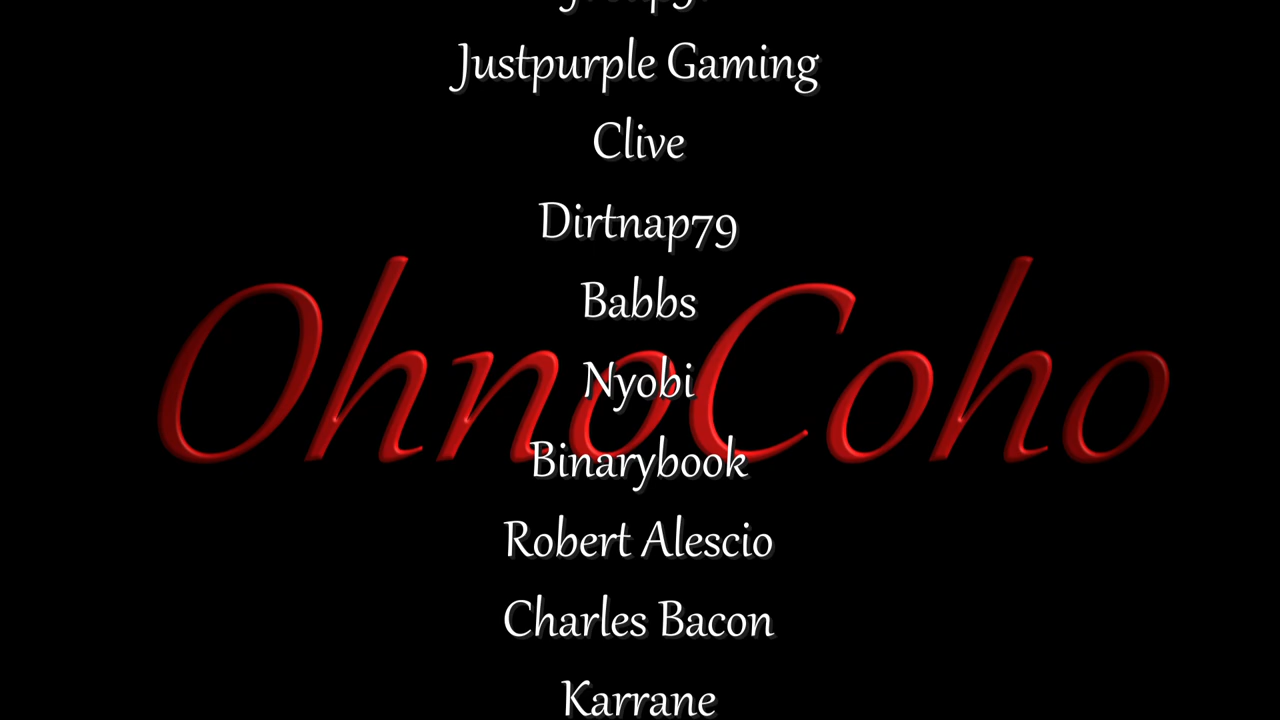 Justpurple Gaming
Clive
Dirtnap79
Babbs
OhnoCoho
Nyobi
Binarybook
Robert Alescio
Charles Bacon
Karrane